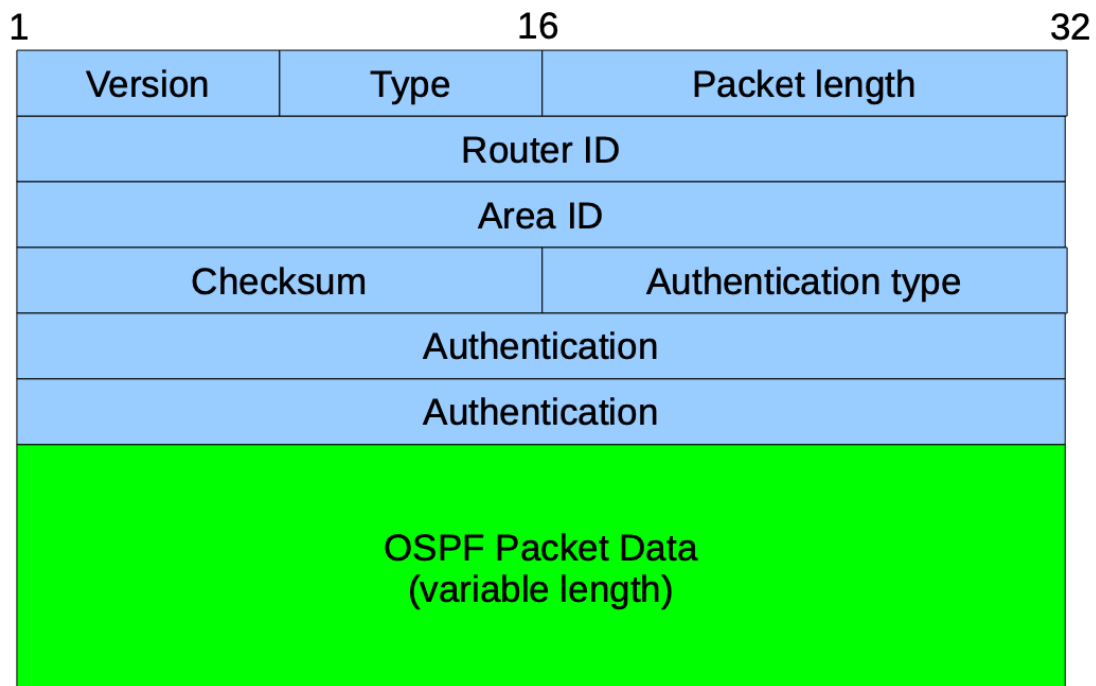 1 16 32
Version Type Packet length
Router ID
Area ID
Checksum Authentication type
Authentication
Authentication
OSPF Packet Data
(variable length)